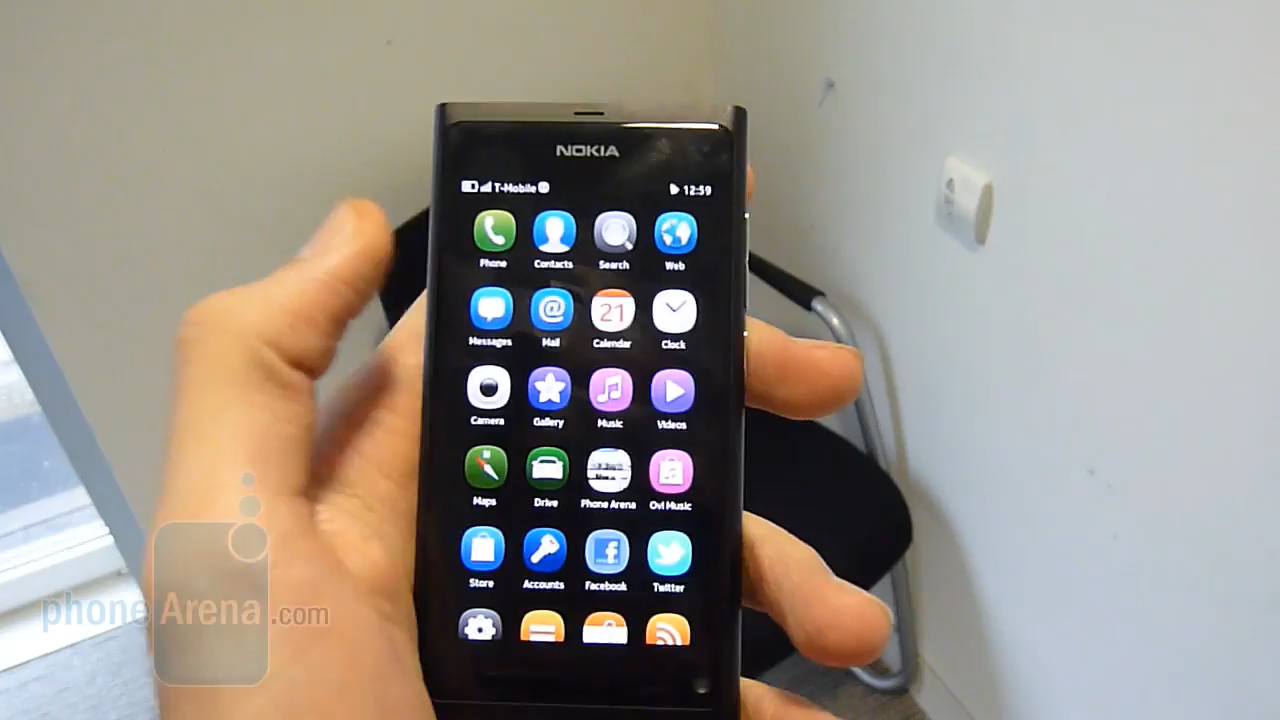 NOKIA
T-Mobile 12:59
Phone Contacts Search Web
21
Messages Mail Calendar Clock
Camera Gallery Music Videos
Maps Drive Phone Arena Ovi Music
Store Accounts Facebook Twitter
phoneArena.com